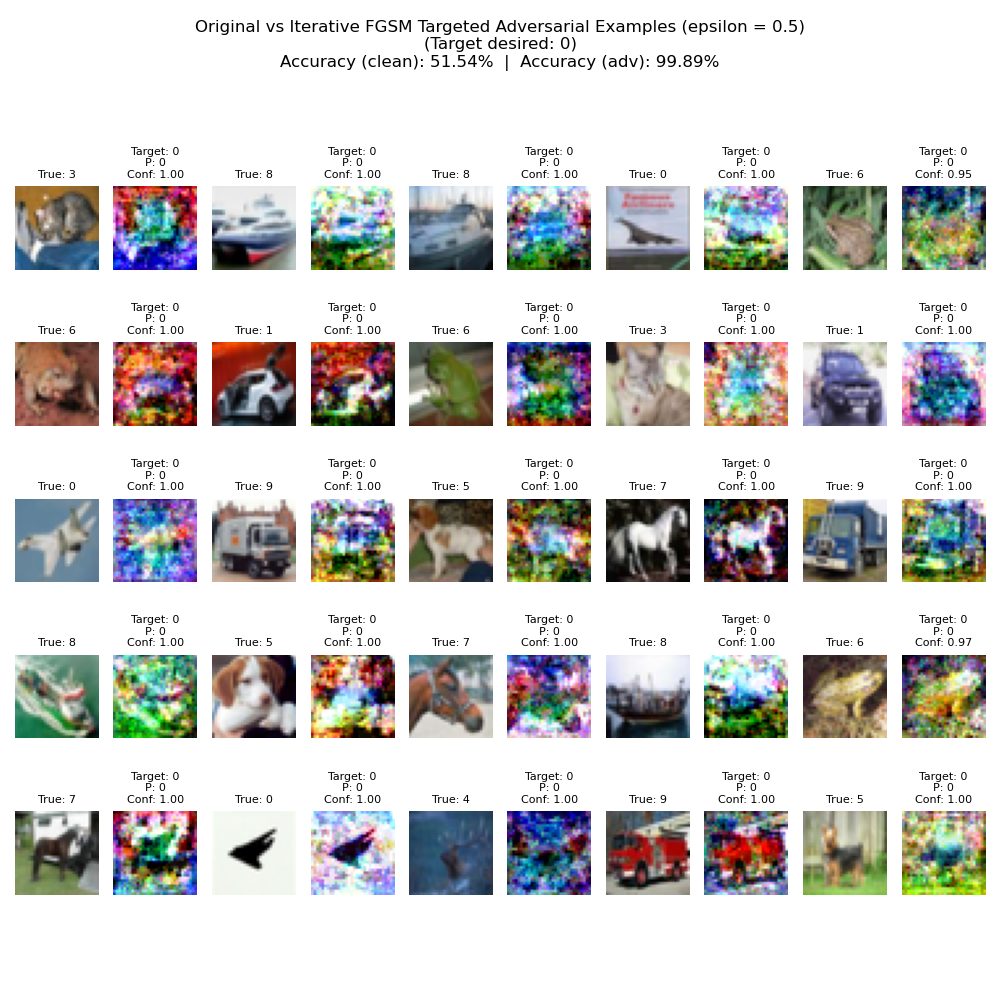 Original vs Iterative FGSM Targeted Adversarial Examples (epsilon = 0.5)
(Target desired: 0)
Accuracy (clean): 51.54%  |  Accuracy (adv): 99.89%
Target: 0 Target: 0 Target: 0 Target: 0 Target: 0
P: 0 P: 0 P: 0 P: 0 P: 0
True: 3 Conf: 1.00 True: 8 Conf: 1.00 True: 8 Conf: 1.00 True: 0 Conf: 1.00 True: 6 Conf: 0.95
Target: 0 Target: 0 Target: 0 Target: 0 Target: 0
P: 0 P: 0 P: 0 P: 0 P: 0
True: 6 Conf: 1.00 True: 1 Conf: 1.00 True: 6 Conf: 1.00 True: 3 Conf: 1.00 True: 1 Conf: 1.00
Target: 0 Target: 0 Target: 0 Target: 0 Target: 0
P: 0 P: 0 P: 0 P: 0 P: 0
True: 0 Conf: 1.00 True: 9 Conf: 1.00 True: 5 Conf: 1.00 True: 7 Conf: 1.00 True: 9 Conf: 1.00
Target: 0 Target: 0 Target: 0 Target: 0 Target: 0
P: 0 P: 0 P: 0 P: 0 P: 0
True: 8 Conf: 1.00 True: 5 Conf: 1.00 True: 7 Conf: 1.00 True: 8 Conf: 1.00 True: 6 Conf: 0.97
Target: 0 Target: 0 Target: 0 Target: 0 Target: 0
P: 0 P: 0 P: 0 P: 0 P: 0
True: 7 Conf: 1.00 True: 0 Conf: 1.00 True: 4 Conf: 1.00 True: 9 Conf: 1.00 True: 5 Conf: 1.00